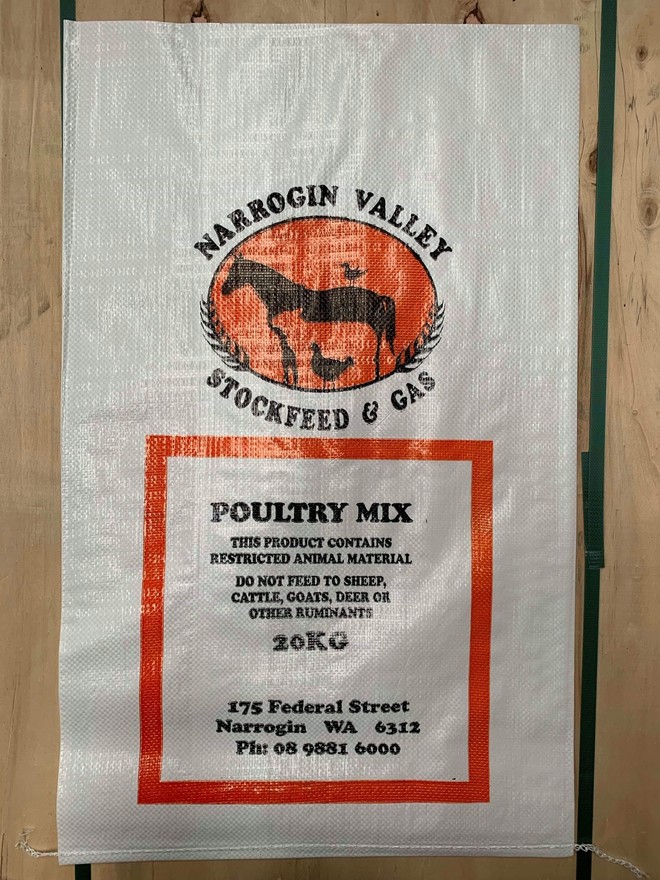 NARROGIN VALLEY
STOCKFEED & GAS
POULTRY MIX
THIS PRODUCT CONTAINS
RESTRICTED ANIMAL MATERIAL
DO NOT FEED TO SHEEP,
CATTLE, GOATS, DEER OR
OTHER RUMINANTS
20KG
175 Federal Street
Narrogin WA 6312
Ph: 08 9881 6000